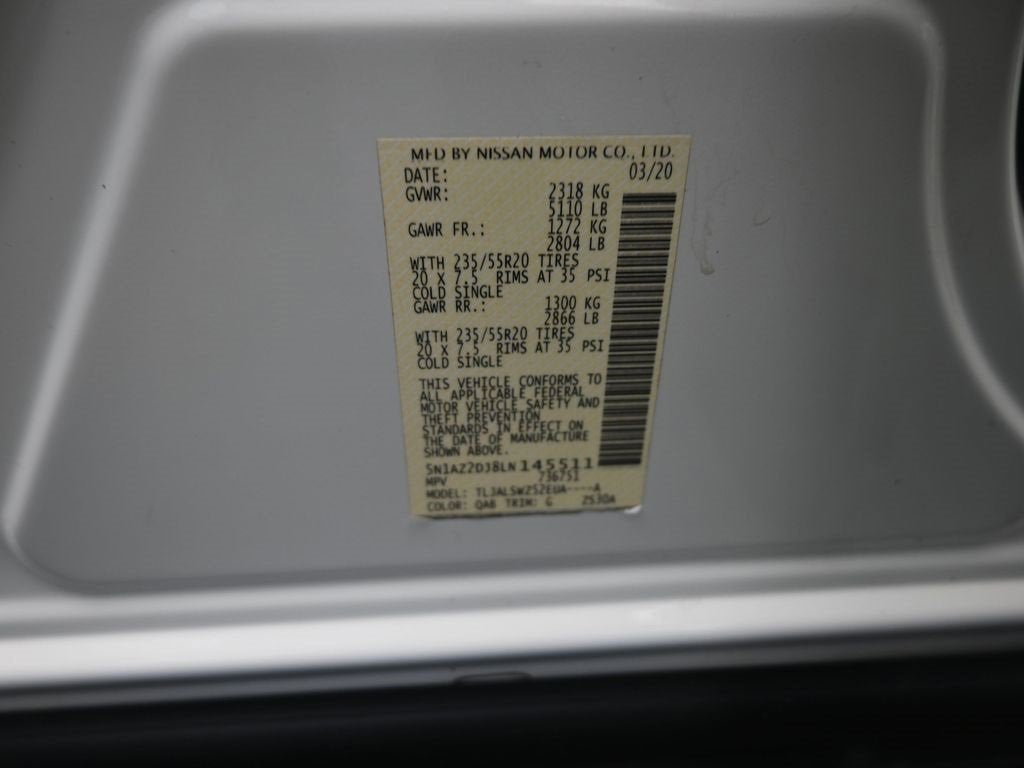 MFD BY NISSAN MOTOR CO., LTD.
DATE: 03/20
GVWR: 2318 KG
5110 LB
GAWR FR.: 1272 KG
2804 LB
WITH 235/55R20 TIRES
20 X 7.5 RIMS AT 35 PSI
COLD SINGLE
GAWR RR.: 1300 KG
2866 LB
WITH 235/55R20 TIRES
20 X 7.5 RIMS AT 35 PSI
COLD SINGLE
THIS VEHICLE CONFORMS TO
ALL APPLICABLE FEDERAL
MOTOR VEHICLE SAFETY AND
THEFT PREVENTION
STANDARDS IN EFFECT ON
THE DATE OF MANUFACTURE
SHOWN ABOVE.
5N1AZ2DJ8LN145511
MPV 736751
MODEL: TL3ALSWZ52EUA----A
COLOR: QAB TRIM: G 2530A